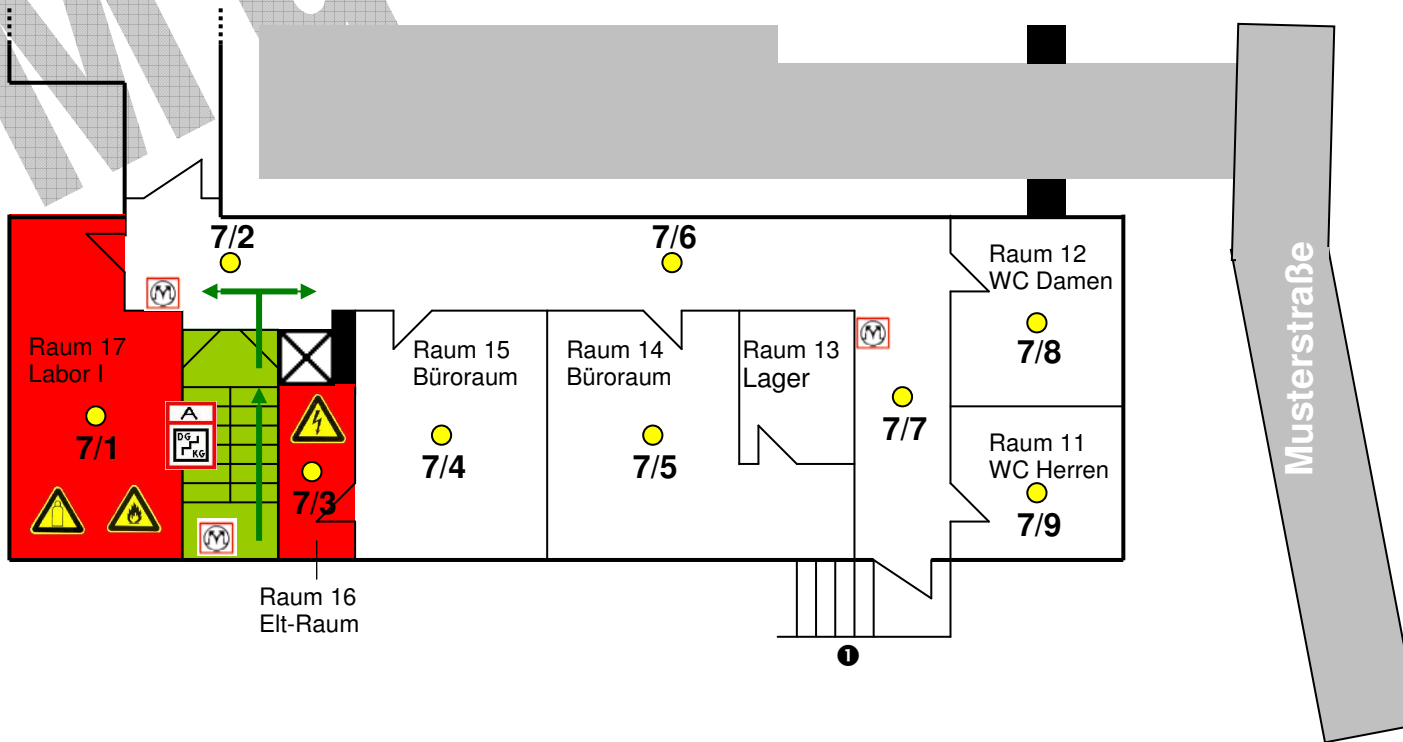 7/2
7/6
Raum 12
WC Damen
7/8
Raum 17
Labor I
7/1
A
DG
KG
7/3
Raum 15
Büroraum
7/4
Raum 14
Büroraum
7/5
Raum 13
Lager
7/7
Raum 11
WC Herren
7/9
Raum 16
Elt-Raum
❶
Musterstraße
M
M
M